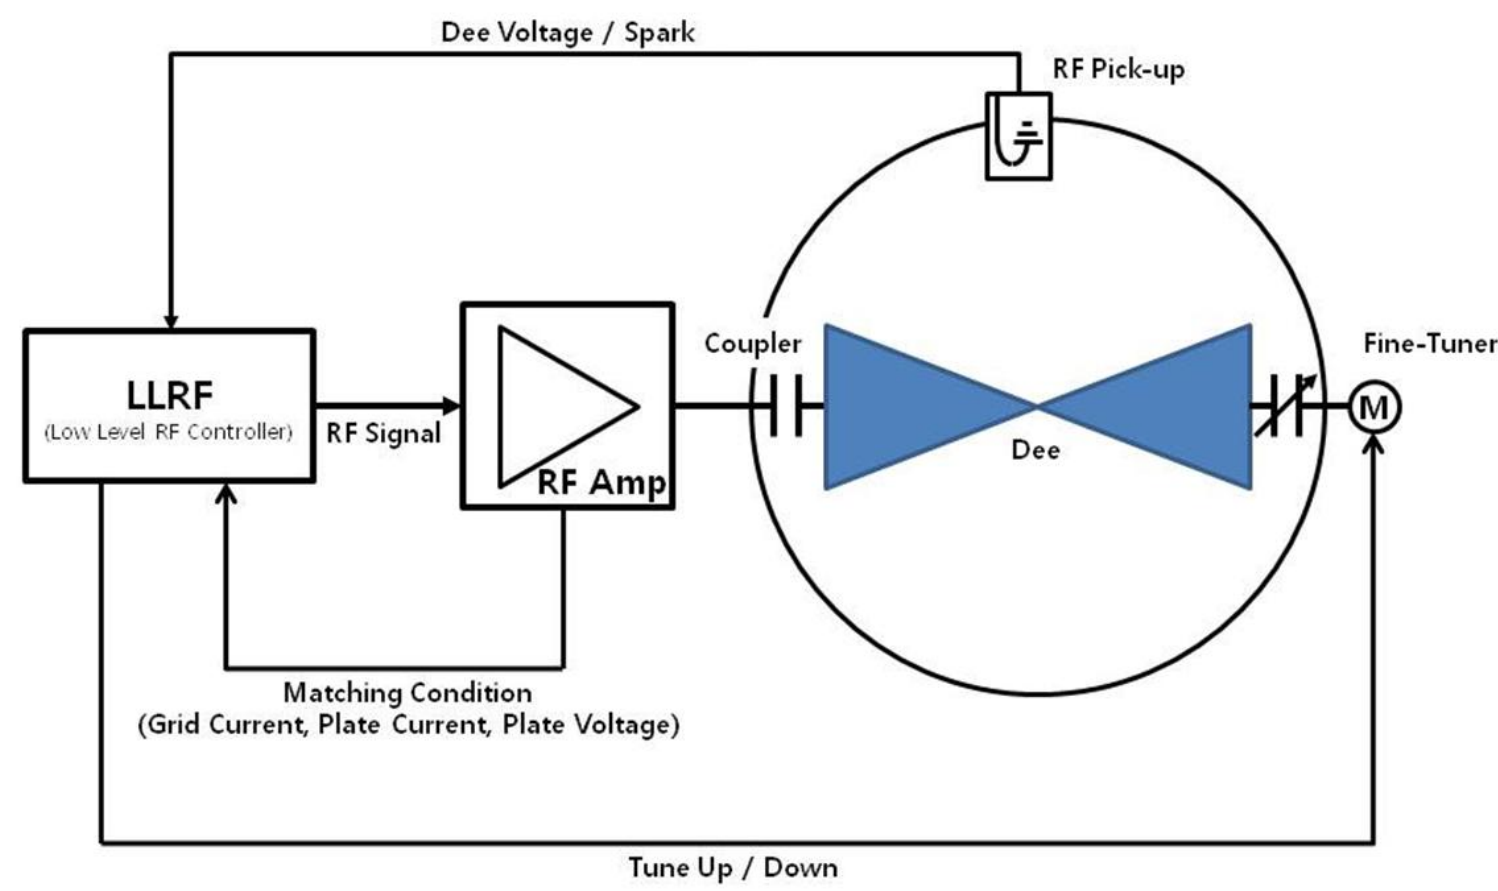 Dee Voltage / Spark
RF Pick-up
Coupler
Fine-Tuner
LLRF
(Low Level RF Controller)
RF Signal
RF Amp
Dee
M
Matching Condition
(Grid Current, Plate Current, Plate Voltage)
Tune Up / Down